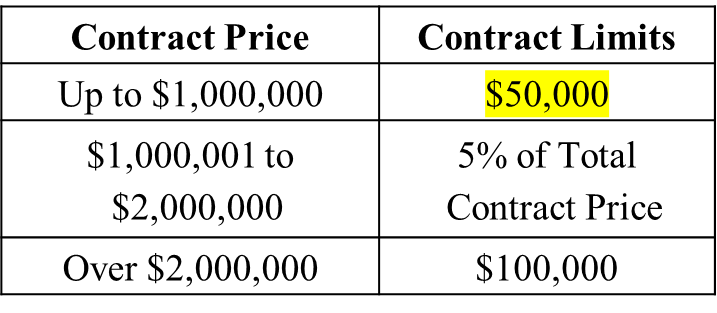 Contract Price Contract Limits
Up to $1,000,000 $50,000
$1,000,001 to 5% of Total
$2,000,000 Contract Price
Over $2,000,000 $100,000